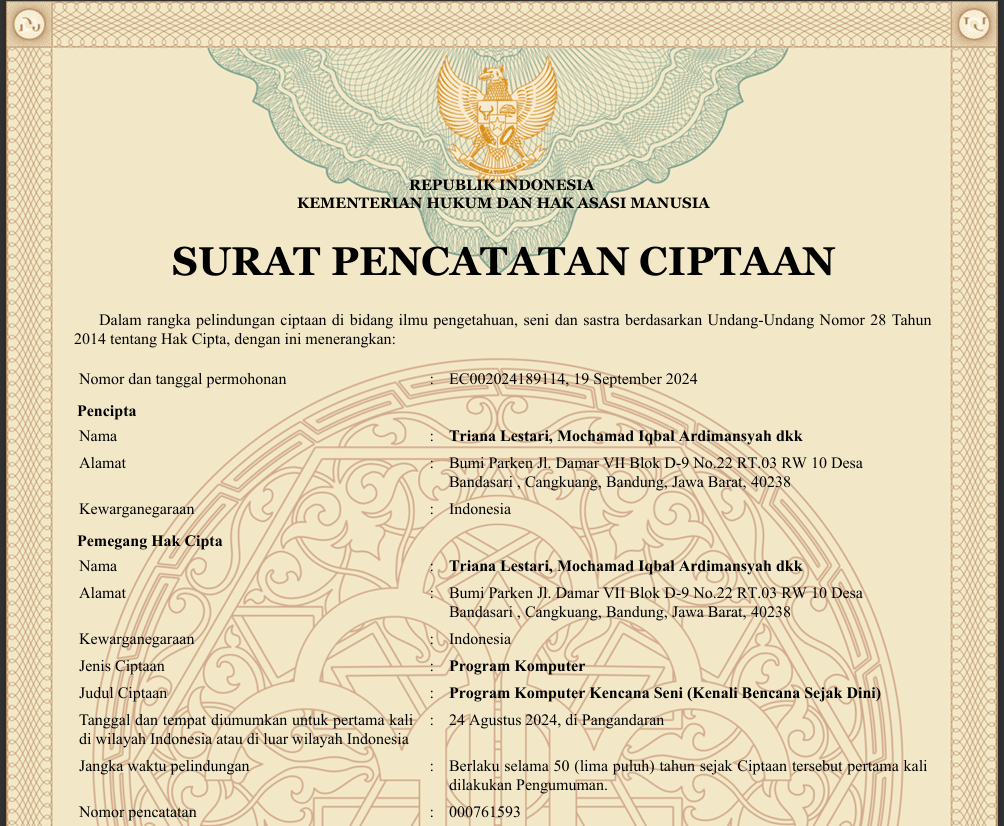 REPUBLIK INDONESIA
KEMENTERIAN HUKUM DAN HAK ASASI MANUSIA
SURAT PENCATATAN CIPTAAN
Dalam rangka pelindungan ciptaan di bidang ilmu pengetahuan, seni dan sastra berdasarkan Undang-Undang Nomor 28 Tahun
2014 tentang Hak Cipta, dengan ini menerangkan:
Nomor dan tanggal permohonan : EC002024189114, 19 September 2024
Pencipta
Nama : Triana Lestari, Mochamad Iqbal Ardimansyah dkk
Alamat : Bumi Parken Jl. Damar VII Blok D-9 No.22 RT.03 RW 10 Desa
Bandasari , Cangkuang, Bandung, Jawa Barat, 40238
Kewarganegaraan : Indonesia
Pemegang Hak Cipta
Nama : Triana Lestari, Mochamad Iqbal Ardimansyah dkk
Alamat : Bumi Parken Jl. Damar VII Blok D-9 No.22 RT.03 RW 10 Desa
Bandasari , Cangkuang, Bandung, Jawa Barat, 40238
Kewarganegaraan : Indonesia
Jenis Ciptaan : Program Komputer
Judul Ciptaan : Program Komputer Kencana Seni (Kenali Bencana Sejak Dini)
Tanggal dan tempat diumumkan untuk pertama kali : 24 Agustus 2024, di Pangandaran
di wilayah Indonesia atau di luar wilayah Indonesia
Jangka waktu pelindungan : Berlaku selama 50 (lima puluh) tahun sejak Ciptaan tersebut pertama kali
dilakukan Pengumuman.
Nomor pencatatan : 000761593